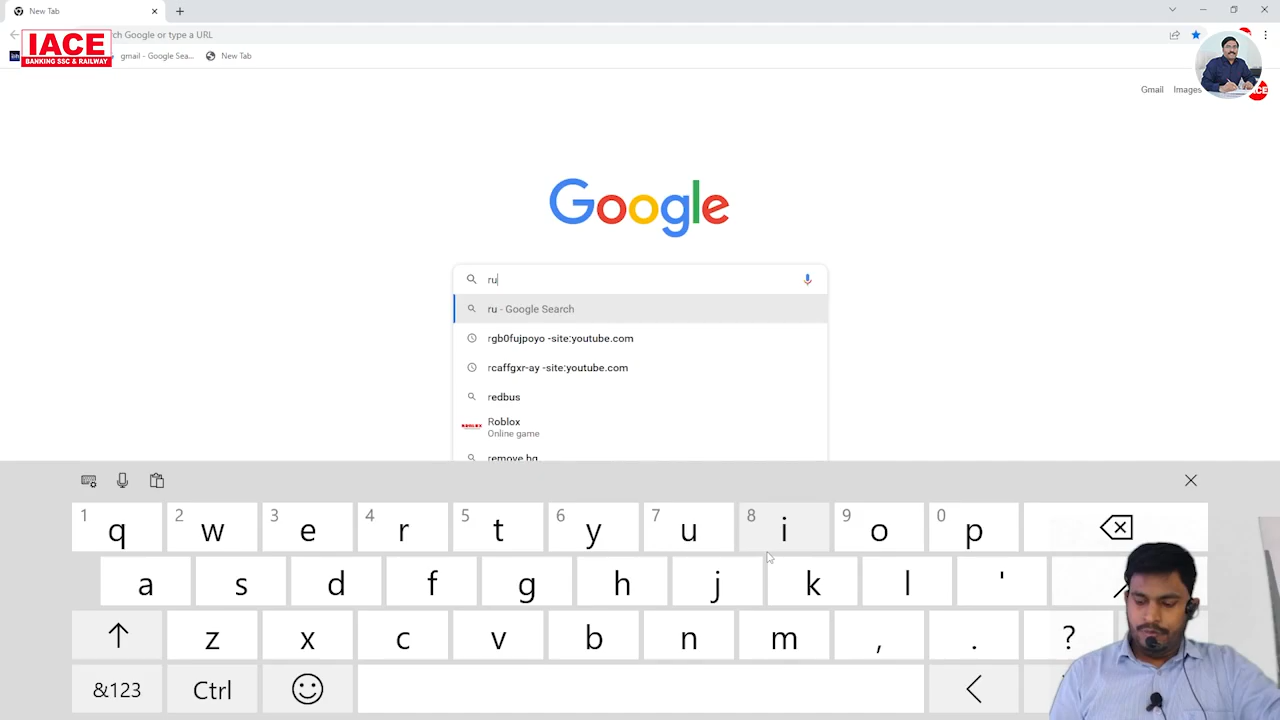 New Tab
ch Google or type a URL
IACE
BANKING SSC & RAILWAY
gmail - Google Sea...
New Tab
Gmail
Images
ACE
Google
ru
ru - Google Search
rgb0fujpoyo -site:youtube.com
rcaffgxr-ay -site:youtube.com
redbus
Roblox
Online game
remove bg
1 q 2 w 3 e 4 r 5 t 6 y 7 u 8 i 9 o 0 p
a s d f g h j k l '
z x c v b n m , . ?
&123 Ctrl